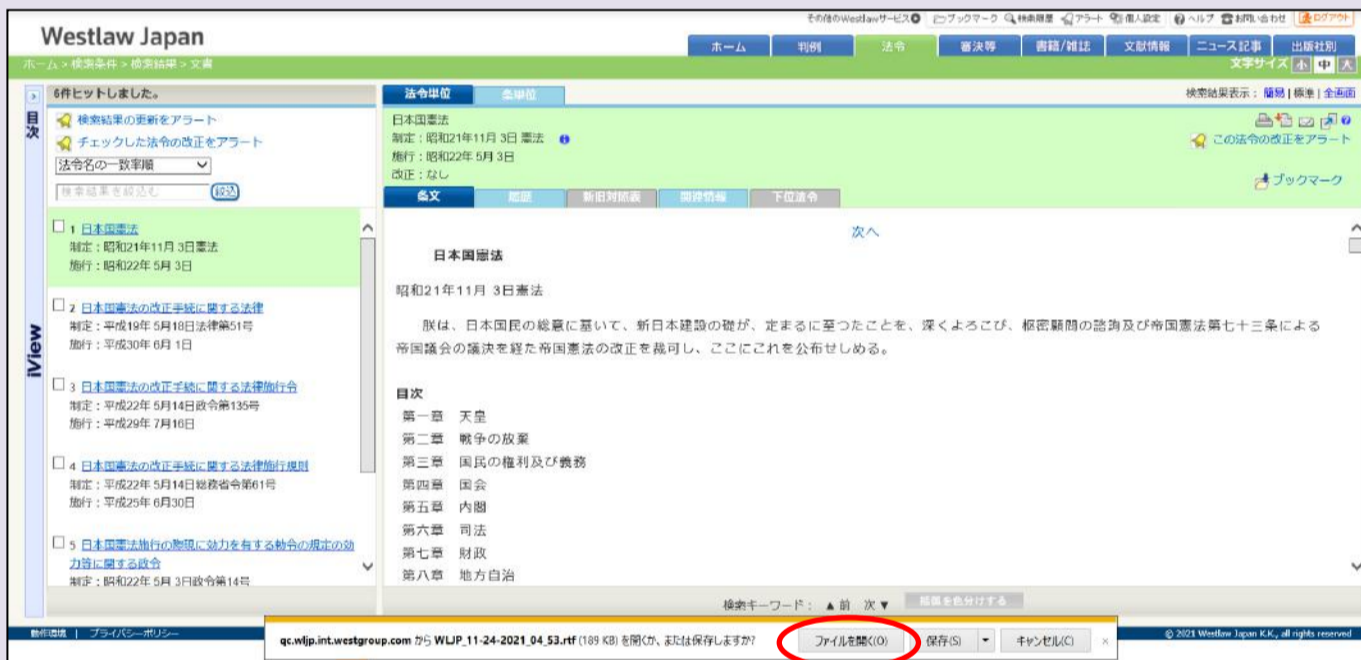 その他のWestlawサービス ブックマーク 検索履歴 アラート 個人設定 ヘルプ お問い合わせ ログアウト
Westlaw Japan
ホーム 判例 法令 審決等 書籍/雑誌 文献情報 ニュース記事 出版社別
ホーム > 検索条件 > 検索結果 > 文書
文字サイズ 小 中 大
目次
iView
6件ヒットしました。
検索結果の更新をアラート
チェックした法令の改正をアラート
法令名の一致率順
検索結果を絞込む 絞込
1 日本国憲法
制定：昭和21年11月 3日憲法
施行：昭和22年 5月 3日
2 日本国憲法の改正手続に関する法律
制定：平成19年 5月18日法律第51号
施行：平成30年 6月 1日
3 日本国憲法の改正手続に関する法律施行令
制定：平成22年 5月14日政令第135号
施行：平成29年 7月16日
4 日本国憲法の改正手続に関する法律施行規則
制定：平成22年 5月14日総務省令第61号
施行：平成25年 6月30日
5 日本国憲法施行の際現に効力を有する勅令の規定の効
力等に関する政令
制定：昭和22年 5月 3日政令第14号
法令単位 条単位
検索結果表示： 簡易 | 標準 | 全画面
日本国憲法
制定：昭和21年11月 3日 憲法
施行：昭和22年 5月 3日
改正：なし
この法令の改正をアラート
ブックマーク
条文 履歴 新旧対照表 関連情報 下位法令
次へ
日本国憲法
昭和21年11月 3日憲法
朕は、日本国民の総意に基いて、新日本建設の礎が、定まるに至つたことを、深くよろこび、枢密顧問の諮詢及び帝国憲法第七十三条による
帝国議会の議決を経た帝国憲法の改正を裁可し、ここにこれを公布せしめる。
目次
第一章 天皇
第二章 戦争の放棄
第三章 国民の権利及び義務
第四章 国会
第五章 内閣
第六章 司法
第七章 財政
第八章 地方自治
検索キーワード： ▲前 次▼ 語彙を色分けする
動作環境 | プライバシーポリシー
© 2021 Westlaw Japan K.K., all rights reserved
qc.wljp.int.westgroup.com から WLJP_11-24-2021_04_53.rtf (189 KB) を開くか、または保存しますか?
ファイルを開く(O) 保存(S) キャンセル(C) ×